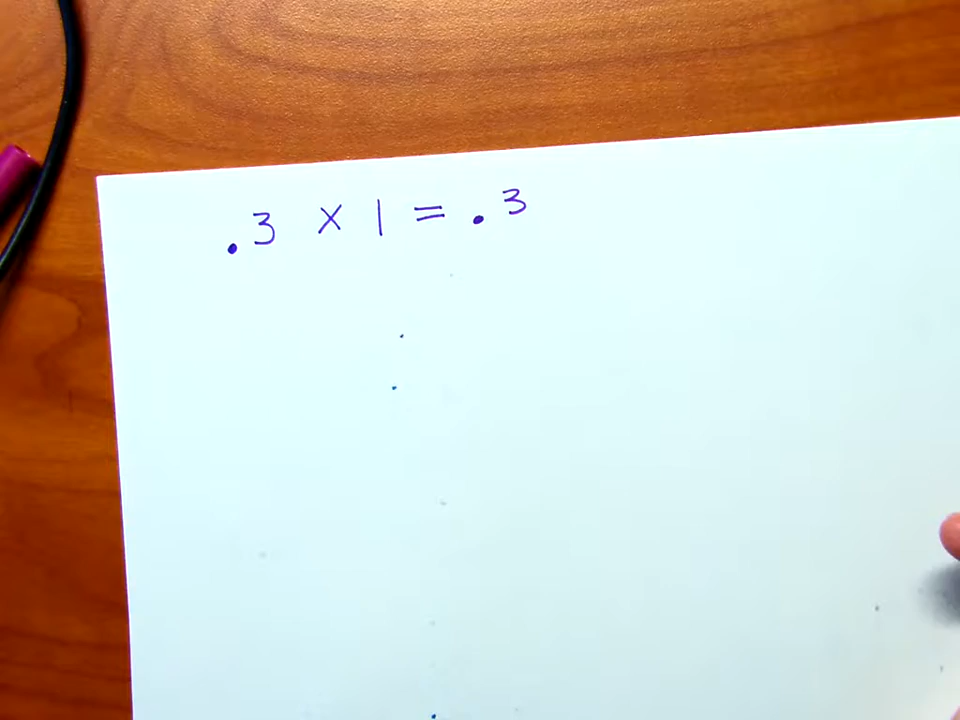 .3 x 1 = .3